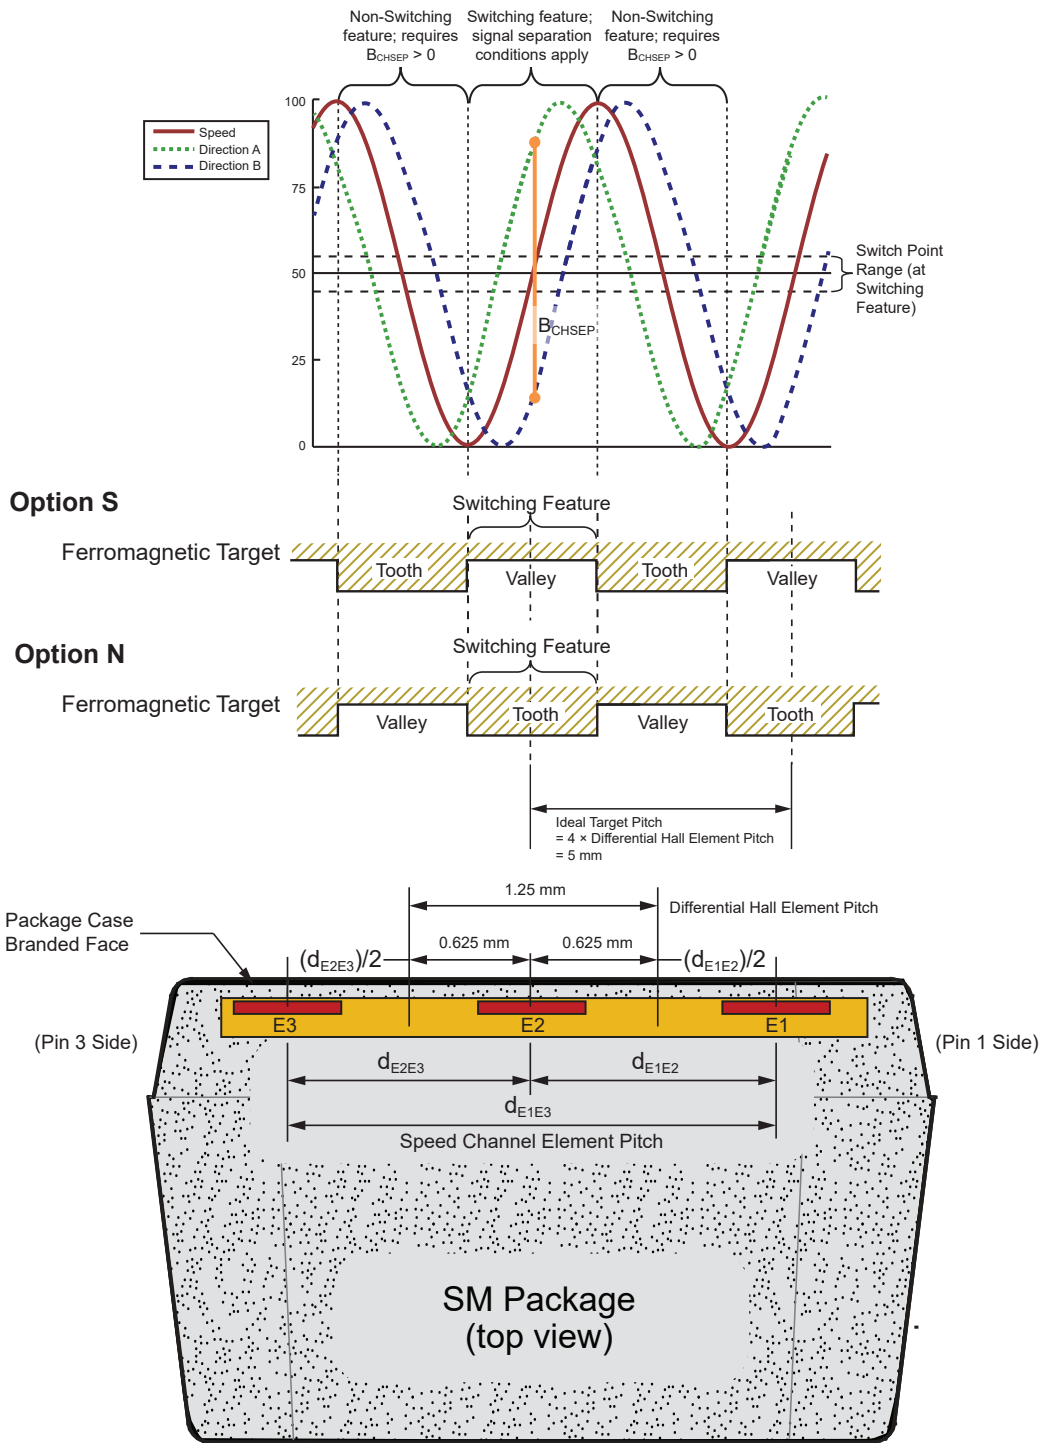 Non-Switching
feature; requires
BCHSEP > 0
Switching feature;
signal separation
conditions apply
Non-Switching
feature; requires
BCHSEP > 0
Speed
Direction A
Direction B
100
75
50
25
0
Switch Point
Range (at
Switching
Feature)
BCHSEP
Option S
Switching Feature
Ferromagnetic Target
Tooth
Valley
Tooth
Valley
Option N
Switching Feature
Ferromagnetic Target
Valley
Tooth
Valley
Tooth
Ideal Target Pitch
= 4 × Differential Hall Element Pitch
= 5 mm
1.25 mm
Differential Hall Element Pitch
Package Case
Branded Face
0.625 mm
0.625 mm
(dE2E3)/2
(dE1E2)/2
E3
E2
E1
(Pin 3 Side)
(Pin 1 Side)
dE2E3
dE1E2
dE1E3
Speed Channel Element Pitch
SM Package
(top view)